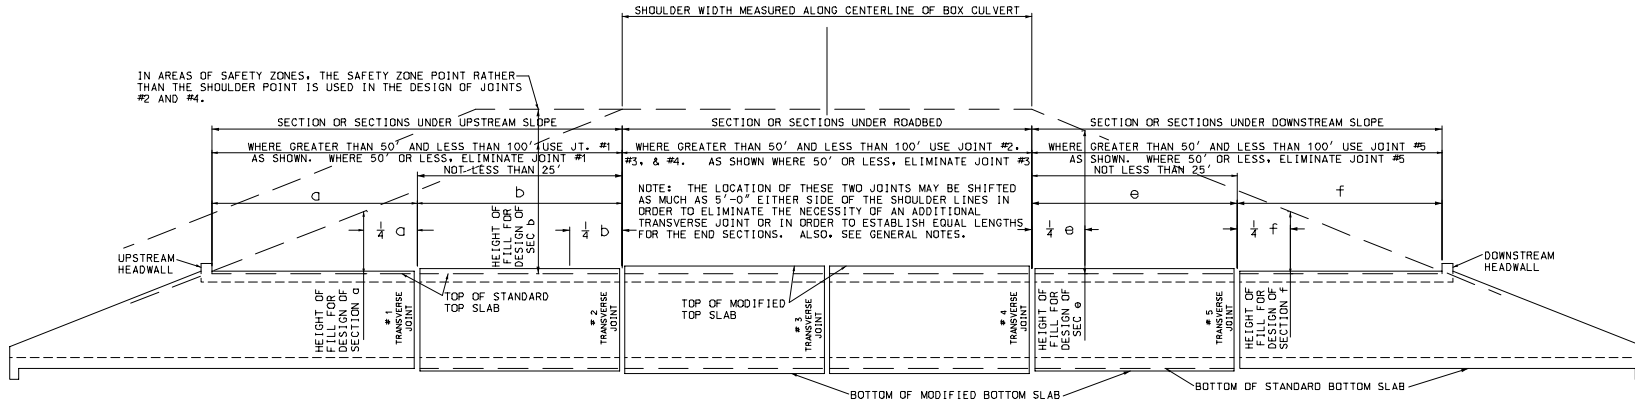 SHOULDER WIDTH MEASURED ALONG CENTERLINE OF BOX CULVERT
IN AREAS OF SAFETY ZONES, THE SAFETY ZONE POINT RATHER
THAN THE SHOULDER POINT IS USED IN THE DESIGN OF JOINTS
#2 AND #4.
SECTION OR SECTIONS UNDER UPSTREAM SLOPE
SECTION OR SECTIONS UNDER ROADBED
SECTION OR SECTIONS UNDER DOWNSTREAM SLOPE
WHERE GREATER THAN 50' AND LESS THAN 100' USE JT. #1
AS SHOWN. WHERE 50' OR LESS, ELIMINATE JOINT #1
WHERE GREATER THAN 50' AND LESS THAN 100' USE JOINT #2,
#3, & #4. AS SHOWN WHERE 50' OR LESS, ELIMINATE JOINT #3
WHERE GREATER THAN 50' AND LESS THAN 100' USE JOINT #5
AS SHOWN. WHERE 50' OR LESS, ELIMINATE JOINT #5
NOT LESS THAN 25'
NOT LESS THAN 25'
NOTE: THE LOCATION OF THESE TWO JOINTS MAY BE SHIFTED
AS MUCH AS 5'-0" EITHER SIDE OF THE SHOULDER LINES IN
ORDER TO ELIMINATE THE NECESSITY OF AN ADDITIONAL
TRANSVERSE JOINT OR IN ORDER TO ESTABLISH EQUAL LENGTHS
FOR THE END SECTIONS. ALSO, SEE GENERAL NOTES.
a
b
e
f
1/4 a
1/4 b
1/4 e
1/4 f
HEIGHT OF
FILL FOR
DESIGN OF
SEC b
UPSTREAM
HEADWALL
DOWNSTREAM
HEADWALL
TOP OF STANDARD
TOP SLAB
TOP OF MODIFIED
TOP SLAB
HEIGHT OF
FILL FOR
DESIGN OF
SECTION a
# 1
TRANSVERSE
JOINT
# 2
TRANSVERSE
JOINT
# 3
TRANSVERSE
JOINT
# 4
TRANSVERSE
JOINT
HEIGHT OF
FILL FOR
DESIGN OF
SEC e
# 5
TRANSVERSE
JOINT
HEIGHT OF
FILL FOR
DESIGN OF
SECTION f
BOTTOM OF MODIFIED BOTTOM SLAB
BOTTOM OF STANDARD BOTTOM SLAB